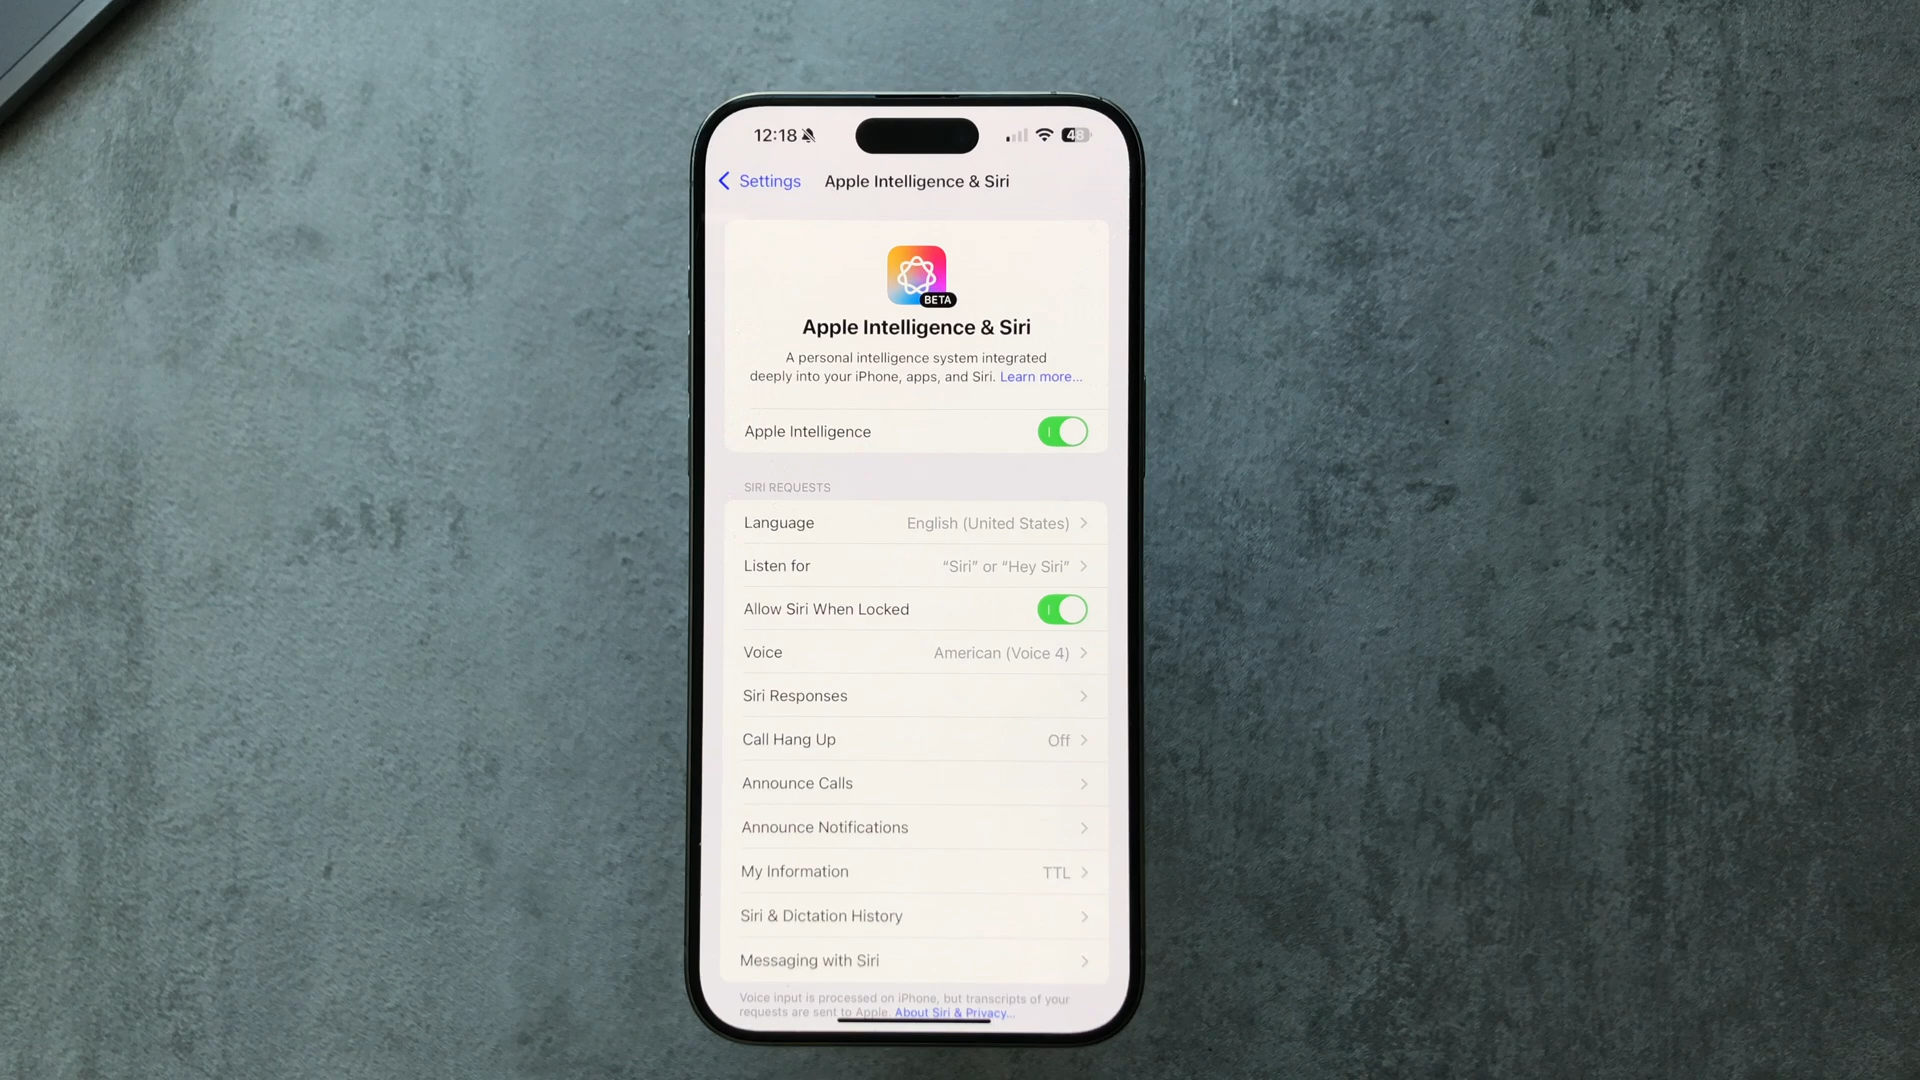 12:18 48
Settings Apple Intelligence & Siri
BETA
Apple Intelligence & Siri
A personal intelligence system integrated
deeply into your iPhone, apps, and Siri. Learn more...
Apple Intelligence
SIRI REQUESTS
Language English (United States)
Listen for “Siri” or “Hey Siri”
Allow Siri When Locked
Voice American (Voice 4)
Siri Responses
Call Hang Up Off
Announce Calls
Announce Notifications
My Information TTL
Siri & Dictation History
Messaging with Siri
Voice input is processed on iPhone, but transcripts of your
requests are sent to Apple. About Siri & Privacy...